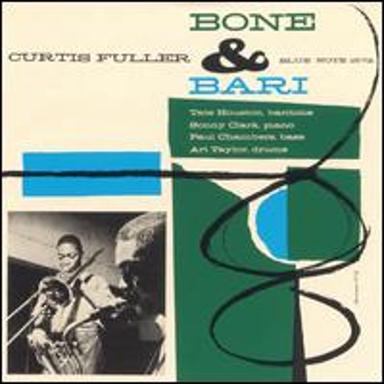 BONE
&
CURTIS FULLER
BLUE NOTE 1572
BARI
Tate Houston, baritone
Sonny Clark, piano
Paul Chambers, bass
Art Taylor, drums